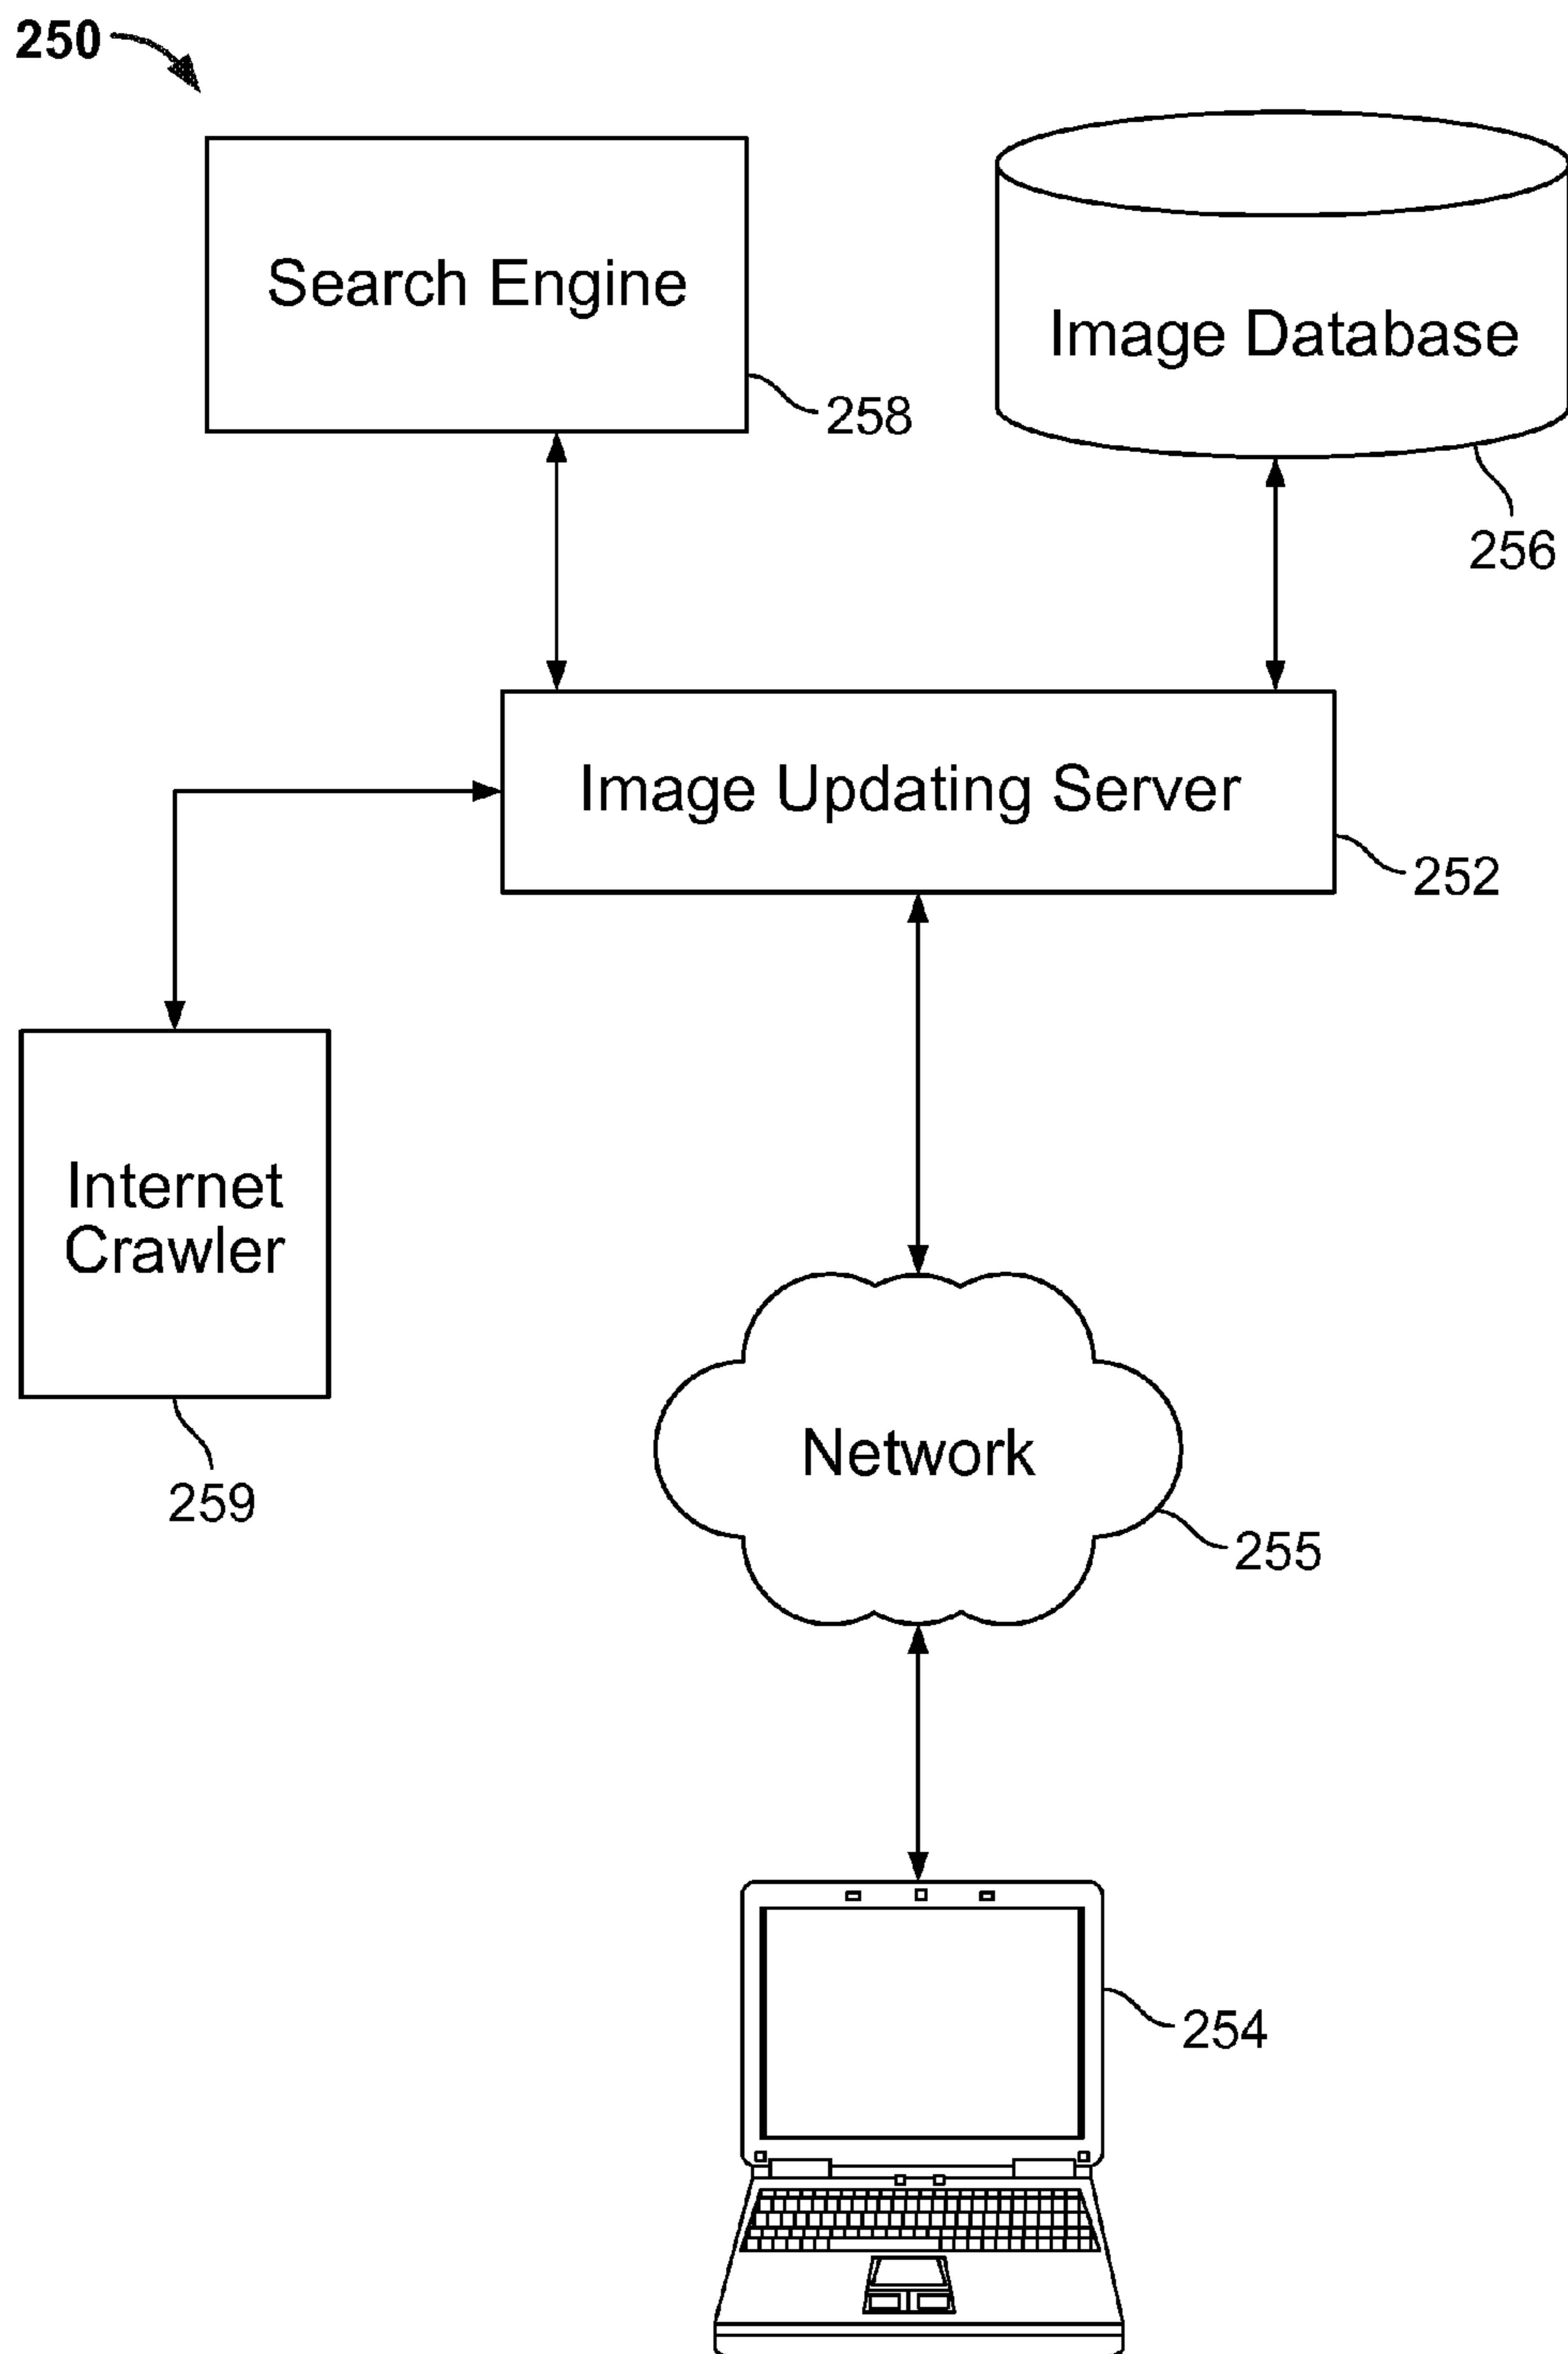 250
Search Engine
258
Image Database
256
Image Updating Server
252
Internet
Crawler
259
Network
255
254